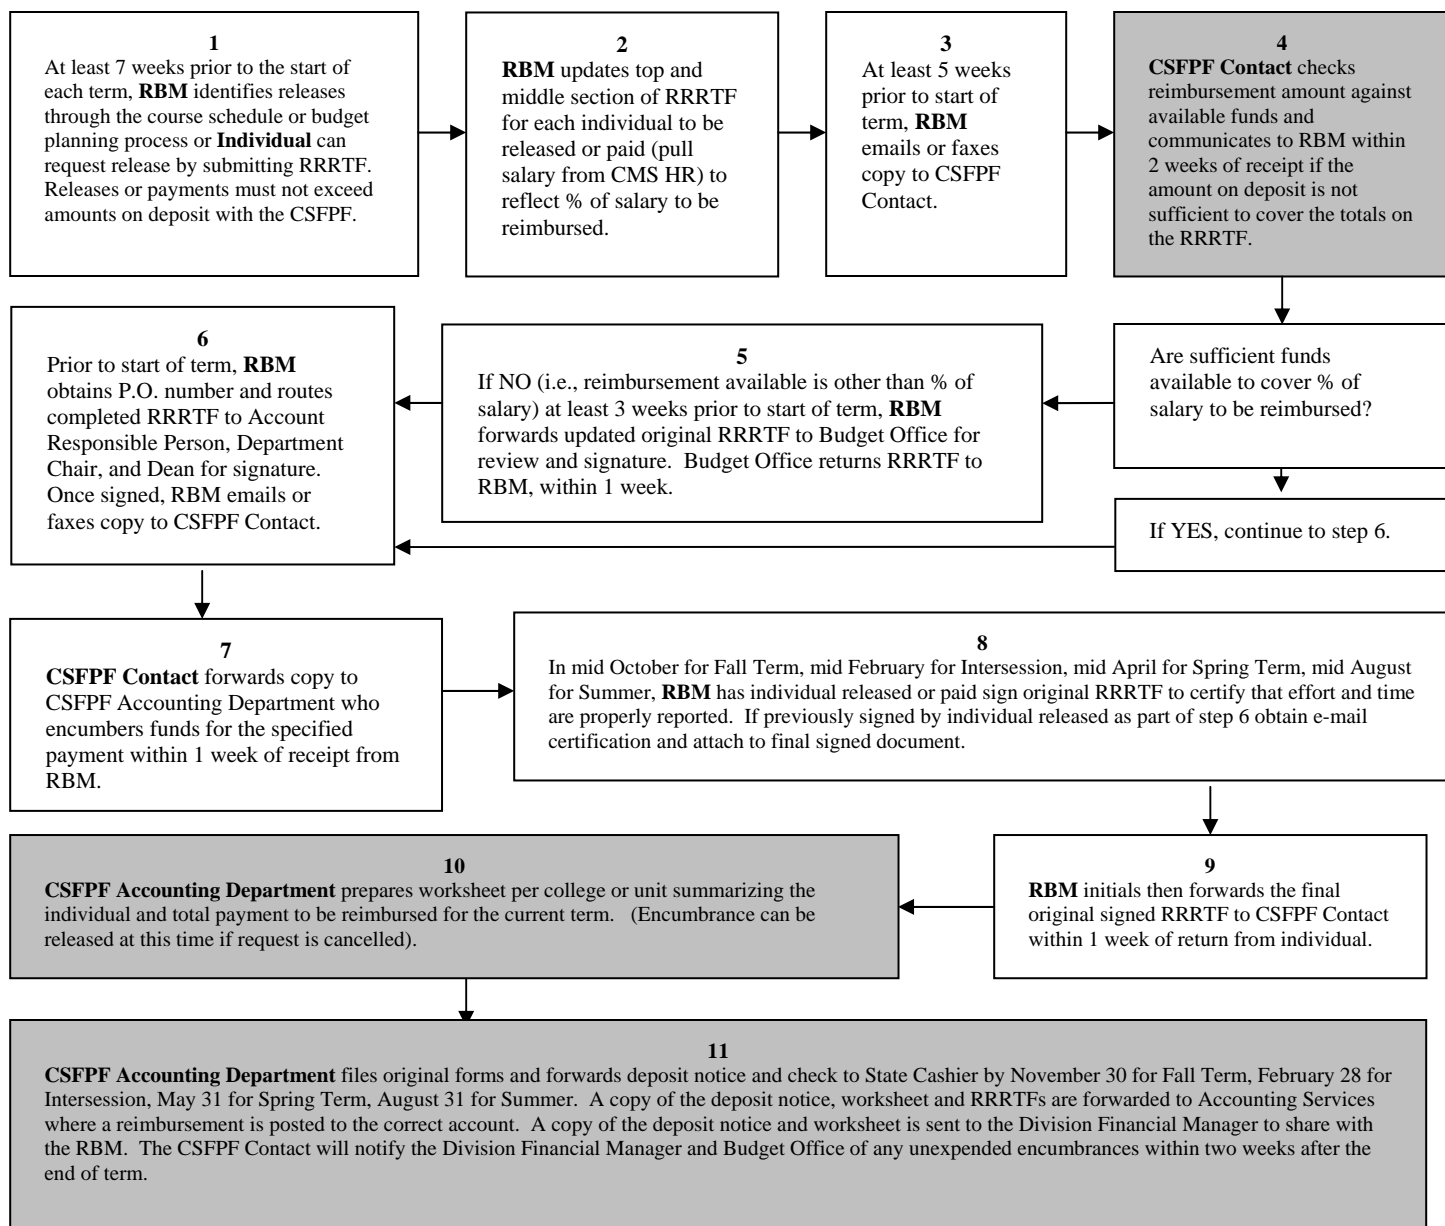 1
At least 7 weeks prior to the start of
each term, RBM identifies releases
through the course schedule or budget
planning process or Individual can
request release by submitting RRRTF.
Releases or payments must not exceed
amounts on deposit with the CSFPF.
2
RBM updates top and
middle section of RRRTF
for each individual to be
released or paid (pull
salary from CMS HR) to
reflect % of salary to be
reimbursed.
3
At least 5 weeks
prior to start of
term, RBM
emails or faxes
copy to CSFPF
Contact.
4
CSFPF Contact checks
reimbursement amount against
available funds and
communicates to RBM within
2 weeks of receipt if the
amount on deposit is not
sufficient to cover the totals on
the RRRTF.
Are sufficient funds
available to cover % of
salary to be reimbursed?
If YES, continue to step 6.
5
If NO (i.e., reimbursement available is other than % of
salary) at least 3 weeks prior to start of term, RBM
forwards updated original RRRTF to Budget Office for
review and signature.  Budget Office returns RRRTF to
RBM, within 1 week.
6
Prior to start of term, RBM
obtains P.O. number and routes
completed RRRTF to Account
Responsible Person, Department
Chair, and Dean for signature.
Once signed, RBM emails or
faxes copy to CSFPF Contact.
7
CSFPF Contact forwards copy to
CSFPF Accounting Department who
encumbers funds for the specified
payment within 1 week of receipt from
RBM.
8
In mid October for Fall Term, mid February for Intersession, mid April for Spring Term, mid August
for Summer, RBM has individual released or paid sign original RRRTF to certify that effort and time
are properly reported.  If previously signed by individual released as part of step 6 obtain e-mail
certification and attach to final signed document.
9
RBM initials then forwards the final
original signed RRRTF to CSFPF Contact
within 1 week of return from individual.
10
CSFPF Accounting Department prepares worksheet per college or unit summarizing the
individual and total payment to be reimbursed for the current term.   (Encumbrance can be
released at this time if request is cancelled).
11
CSFPF Accounting Department files original forms and forwards deposit notice and check to State Cashier by November 30 for Fall Term, February 28 for
Intersession, May 31 for Spring Term, August 31 for Summer.  A copy of the deposit notice, worksheet and RRRTFs are forwarded to Accounting Services
where a reimbursement is posted to the correct account.  A copy of the deposit notice and worksheet is sent to the Division Financial Manager to share with
the RBM.  The CSFPF Contact will notify the Division Financial Manager and Budget Office of any unexpended encumbrances within two weeks after the
end of term.